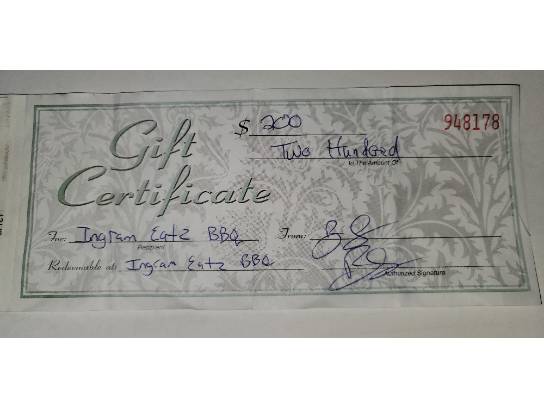 Gift
Certificate
$ 200
948178
Two Hundred
In The Amount Of
For: Ingram Eatz BBQ
Recipient
From:
Redeemable at: Ingram Eatz BBQ
Authorized Signature